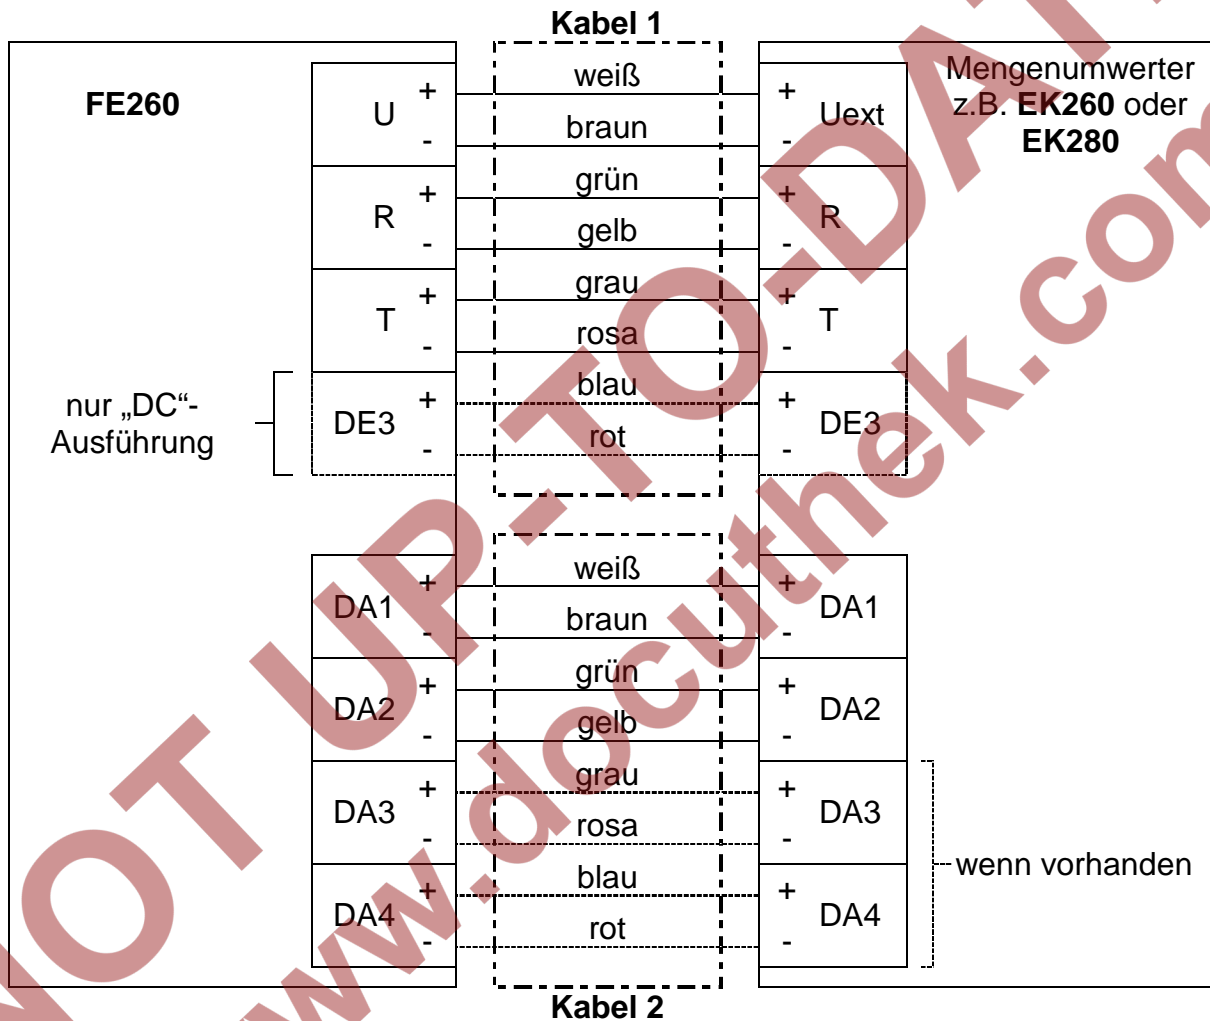 Kabel 1
FE260
Mengenumwerter
z.B. EK260 oder
EK280
U + -
weiß
braun
+ - Uext
R + -
grün
gelb
+ - R
T + -
grau
rosa
+ - T
nur „DC“-
Ausführung
DE3 + -
blau
rot
+ - DE3
DA1 + -
weiß
braun
+ - DA1
DA2 + -
grün
gelb
+ - DA2
DA3 + -
grau
rosa
+ - DA3
DA4 + -
blau
rot
+ - DA4
wenn vorhanden
Kabel 2
NOT UP-TO-DAT
www.docuthek.com